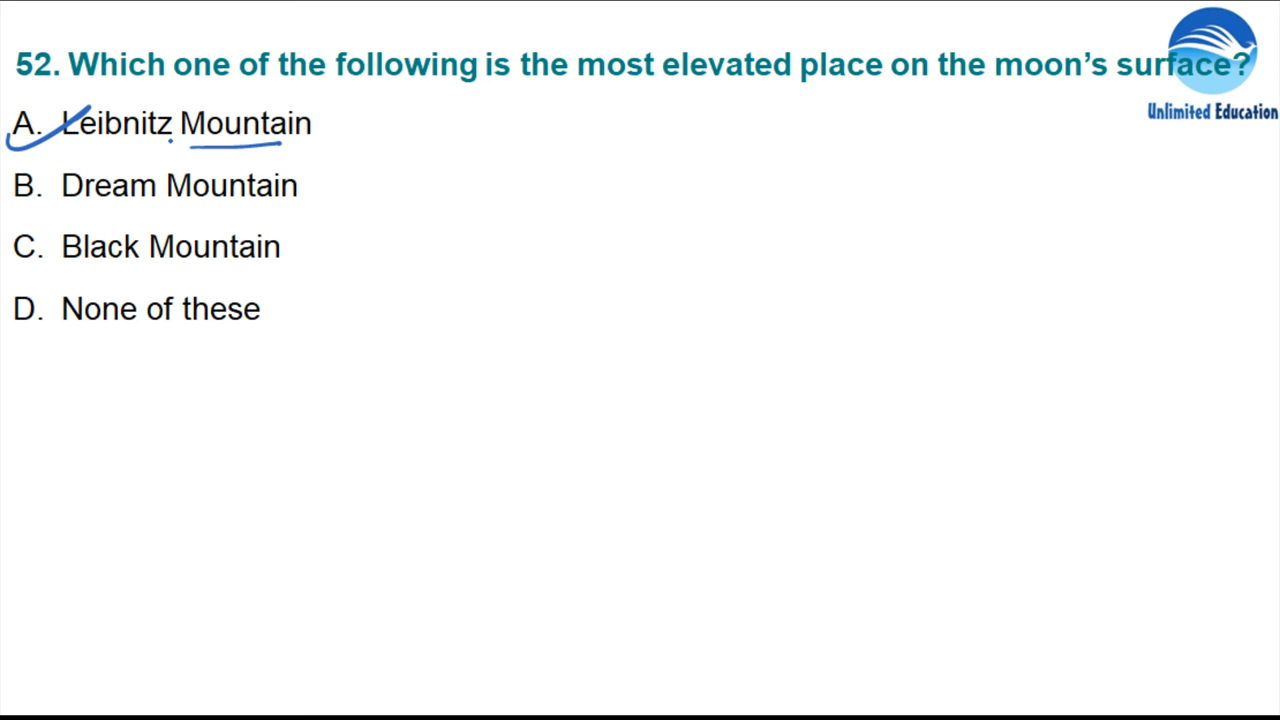 52. Which one of the following is the most elevated place on the moon's surface?
Unlimited Education
A. Leibnitz Mountain
B. Dream Mountain
C. Black Mountain
D. None of these